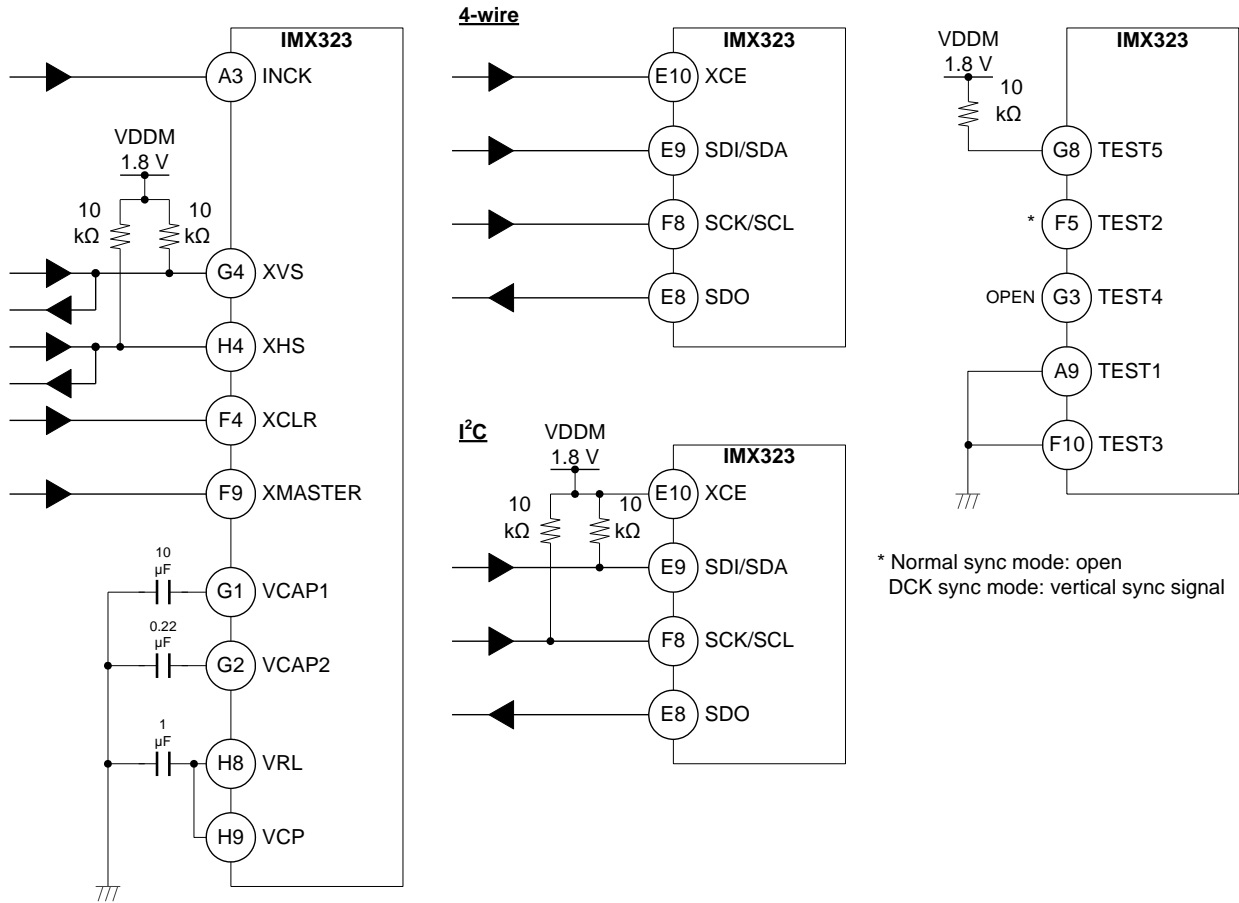 IMX323
A3 INCK
VDDM
1.8 V
10
kΩ
10
kΩ
G4 XVS
H4 XHS
F4 XCLR
F9 XMASTER
10
µF
G1 VCAP1
0.22
µF
G2 VCAP2
1
µF
H8 VRL
H9 VCP
4-wire
IMX323
E10 XCE
E9 SDI/SDA
F8 SCK/SCL
E8 SDO
I²C
VDDM
1.8 V
IMX323
E10 XCE
10
kΩ
10
kΩ
E9 SDI/SDA
F8 SCK/SCL
E8 SDO
IMX323
VDDM
1.8 V
10
kΩ
G8 TEST5
* F5 TEST2
OPEN G3 TEST4
A9 TEST1
F10 TEST3
* Normal sync mode: open
DCK sync mode: vertical sync signal